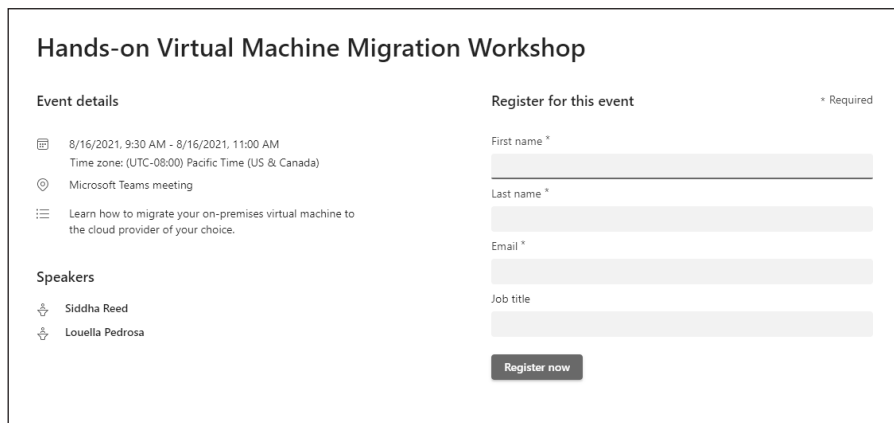 Hands-on Virtual Machine Migration Workshop
Event details
8/16/2021, 9:30 AM - 8/16/2021, 11:00 AM
Time zone: (UTC-08:00) Pacific Time (US & Canada)
Microsoft Teams meeting
Learn how to migrate your on-premises virtual machine to
the cloud provider of your choice.
Speakers
Siddha Reed
Louella Pedrosa
Register for this event
* Required
First name *
Last name *
Email *
Job title
Register now